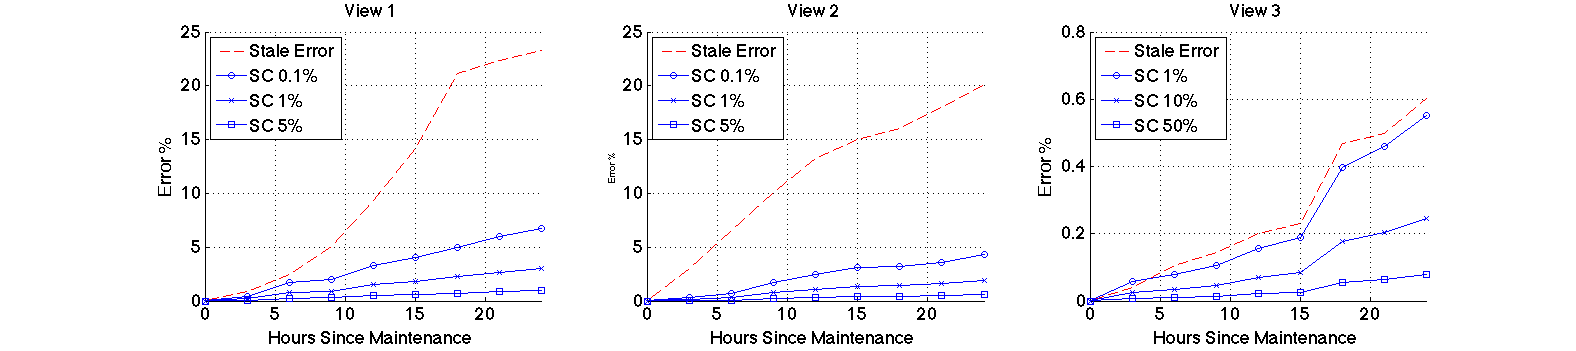 View 1
25
20
15
10
5
0
Error %
Stale Error
SC 0.1%
SC 1%
SC 5%
0 5 10 15 20
Hours Since Maintenance
View 2
25
20
15
10
5
0
Error %
Stale Error
SC 0.1%
SC 1%
SC 5%
0 5 10 15 20
Hours Since Maintenance
View 3
0.8
0.6
0.4
0.2
0
Error %
Stale Error
SC 1%
SC 10%
SC 50%
0 5 10 15 20
Hours Since Maintenance